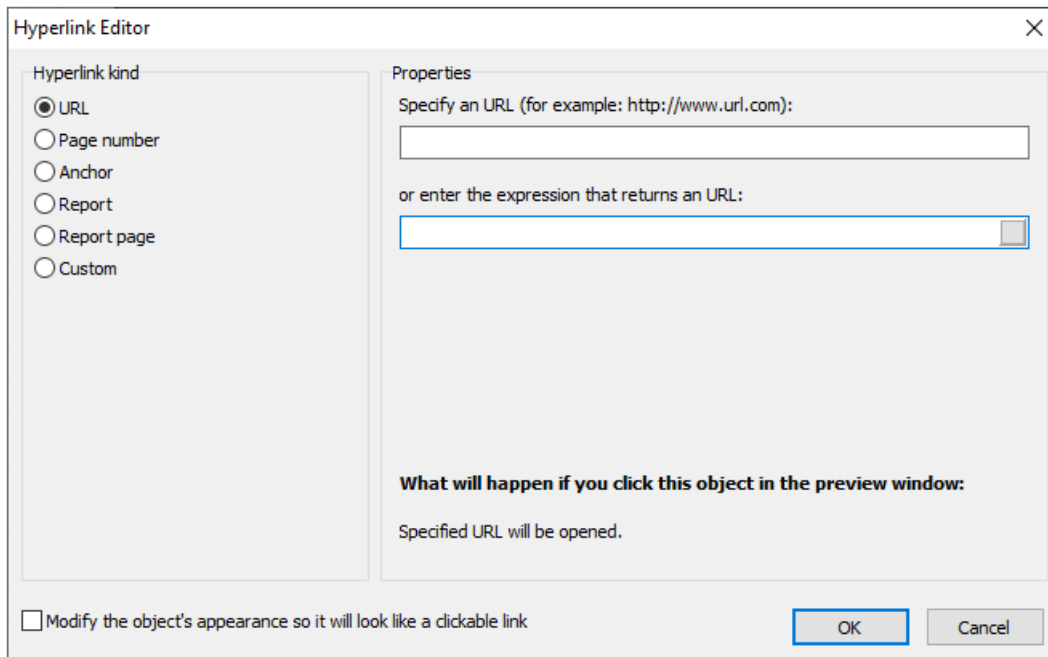 Hyperlink Editor
Hyperlink kind
URL
Page number
Anchor
Report
Report page
Custom
Properties
Specify an URL (for example: http://www.url.com):
or enter the expression that returns an URL:
What will happen if you click this object in the preview window:
Specified URL will be opened.
Modify the object's appearance so it will look like a clickable link
OK
Cancel